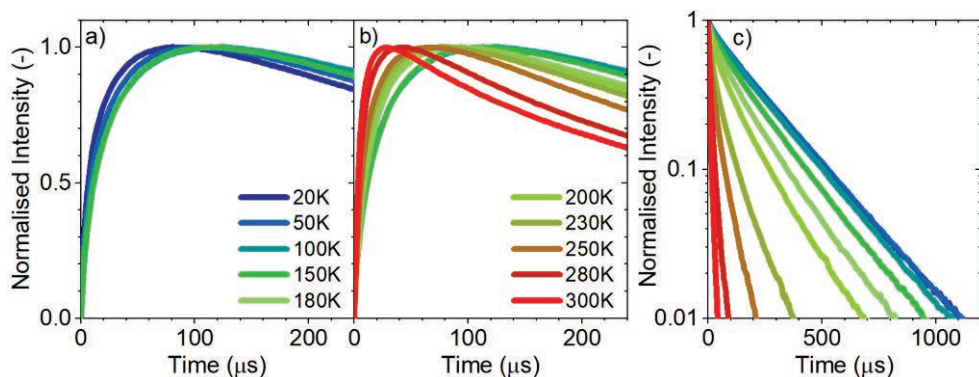 Normalised Intensity (-)
1.0
0.5
0.0
a)
20K
50K
100K
150K
180K
0
100
200
Time (µs)
b)
200K
230K
250K
280K
300K
0
100
200
Time (µs)
Normalised Intensity (-)
1
0.1
0.01
c)
0
500
1000
Time (µs)